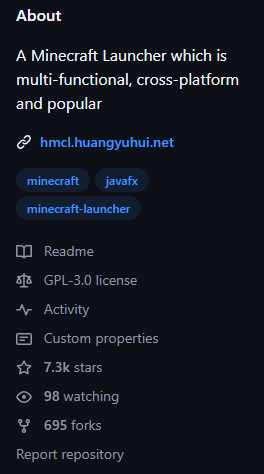 About
A Minecraft Launcher which is
multi-functional, cross-platform
and popular
hmcl.huangyuhui.net
minecraft javafx
minecraft-launcher
Readme
GPL-3.0 license
Activity
Custom properties
7.3k stars
98 watching
695 forks
Report repository